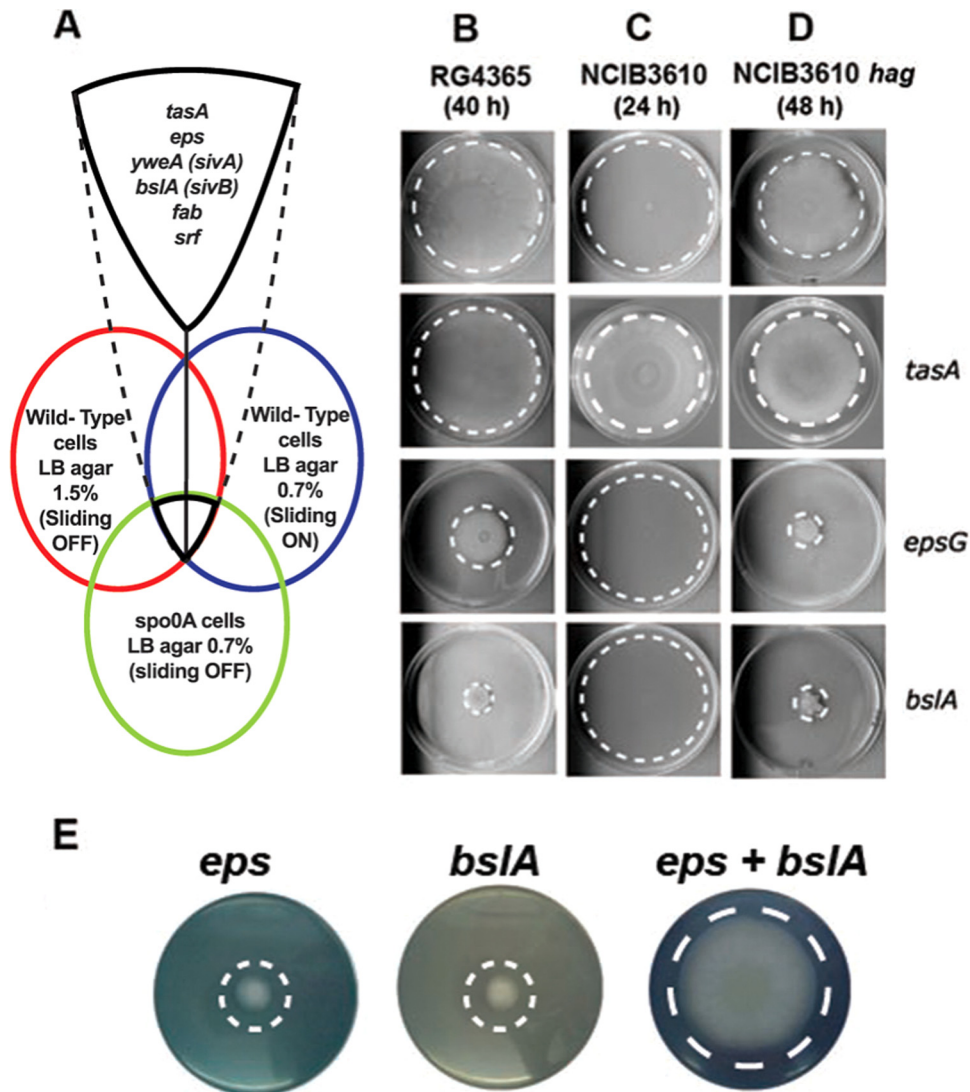 A
tasA
eps
yweA (sivA)
bslA (sivB)
fab
srf
Wild- Type
cells
LB agar
1.5%
(Sliding
OFF)
Wild- Type
cells
LB agar
0.7%
(Sliding
ON)
spo0A cells
LB agar 0.7%
(sliding OFF)
B
RG4365
(40 h)
C
NCIB3610
(24 h)
D
NCIB3610 hag
(48 h)
tasA
epsG
bslA
E
eps
bslA
eps + bslA